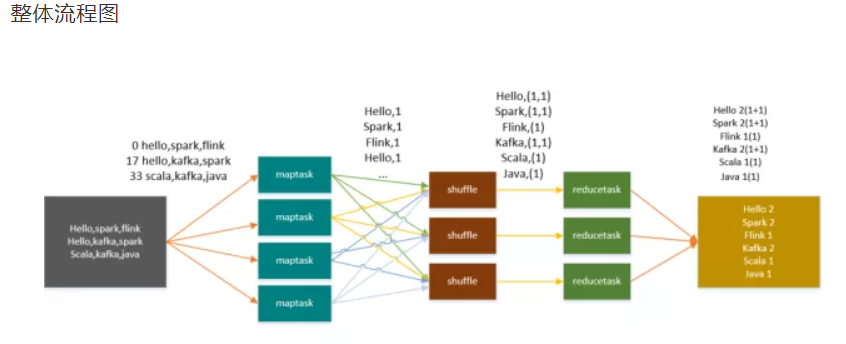 整体流程图
0 hello,spark,flink
17 hello,kafka,spark
33 scala,kafka,java
Hello,spark,flink
Hello,kafka,spark
Scala,kafka,java
maptask
maptask
maptask
maptask
Hello,1
Spark,1
Flink,1
Hello,1
...
shuffle
shuffle
shuffle
Hello,(1,1)
Spark,(1,1)
Flink,(1)
Kafka,(1,1)
Scala,(1)
Java,(1)
reducetask
reducetask
reducetask
Hello 2(1+1)
Spark 2(1+1)
Flink 1(1)
Kafka 2(1+1)
Scala 1(1)
Java 1(1)
Hello 2
Spark 2
Flink 1
Kafka 2
Scala 1
Java 1